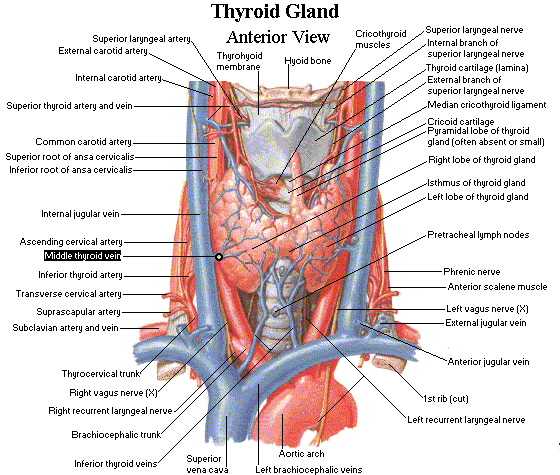 Thyroid Gland
Anterior View
Superior laryngeal artery
External carotid artery
Internal carotid artery
Superior thyroid artery and vein
Common carotid artery
Superior root of ansa cervicalis
Inferior root of ansa cervicalis
Internal jugular vein
Ascending cervical artery
Middle thyroid vein
Inferior thyroid artery
Transverse cervical artery
Suprascapular artery
Subclavian artery and vein
Thyrocervical trunk
Right vagus nerve (X)
Right recurrent laryngeal nerve
Brachiocephalic trunk
Inferior thyroid veins
Superior
vena cava
Left brachiocephalic veins
Aortic arch
Thyrohyoid
membrane
Hyoid bone
Cricothyroid
muscles
Superior laryngeal nerve
Internal branch of
superior laryngeal nerve
Thyroid cartilage (lamina)
External branch of
superior laryngeal nerve
Median cricothyroid ligament
Cricoid cartilage
Pyramidal lobe of thyroid
gland (often absent or small)
Right lobe of thyroid gland
Isthmus of thyroid gland
Left lobe of thyroid gland
Pretracheal lymph nodes
Phrenic nerve
Anterior scalene muscle
Left vagus nerve (X)
External jugular vein
Anterior jugular vein
1st rib (cut)
Left recurrent laryngeal nerve